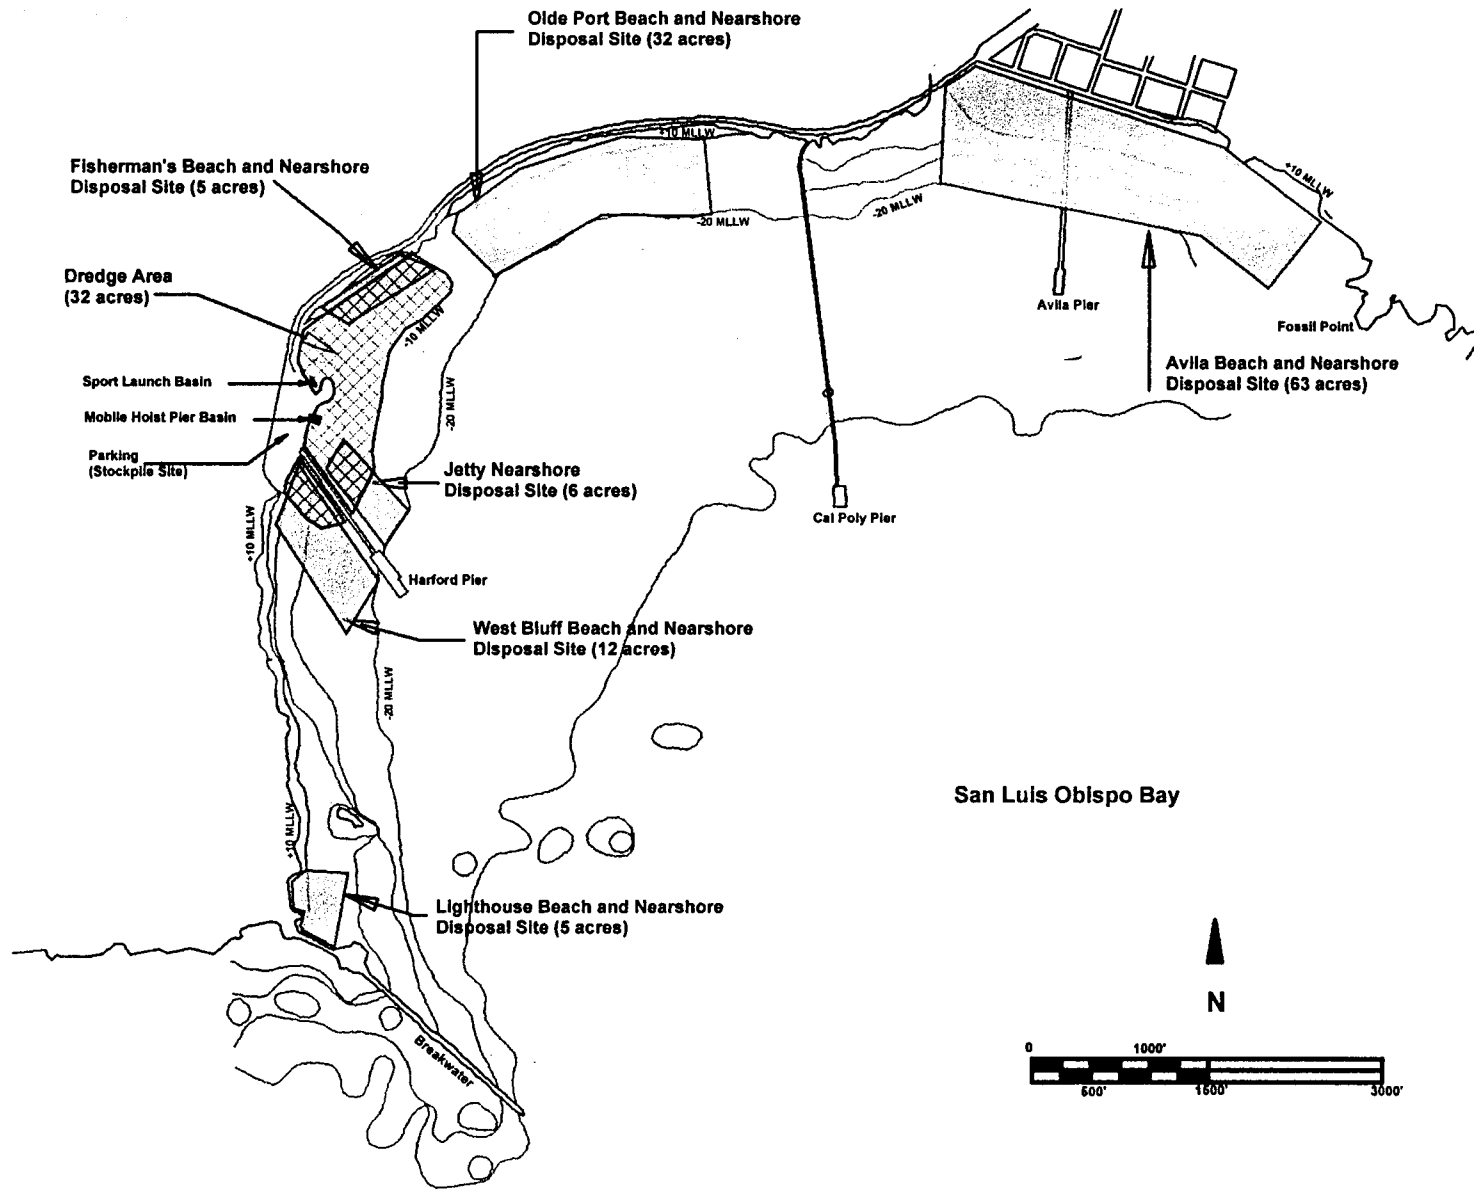 Olde Port Beach and Nearshore
Disposal Site (32 acres)
+10 MLLW
Fisherman's Beach and Nearshore
Disposal Site (5 acres)
+10 MLLW
-20 MLLW
-20 MLLW
Dredge Area
(32 acres)
-10 MLLW
Avila Pier
Fossil Point
Avila Beach and Nearshore
Disposal Site (63 acres)
Sport Launch Basin
-20 MLLW
Mobile Hoist Pier Basin
Parking
(Stockpile Site)
Jetty Nearshore
Disposal Site (6 acres)
Cal Poly Pier
+10 MLLW
Harford Pier
West Bluff Beach and Nearshore
Disposal Site (12 acres)
-20 MLLW
San Luis Obispo Bay
+10 MLLW
Lighthouse Beach and Nearshore
Disposal Site (5 acres)
N
Breakwater
0
1000'
500'
1500'
3000'